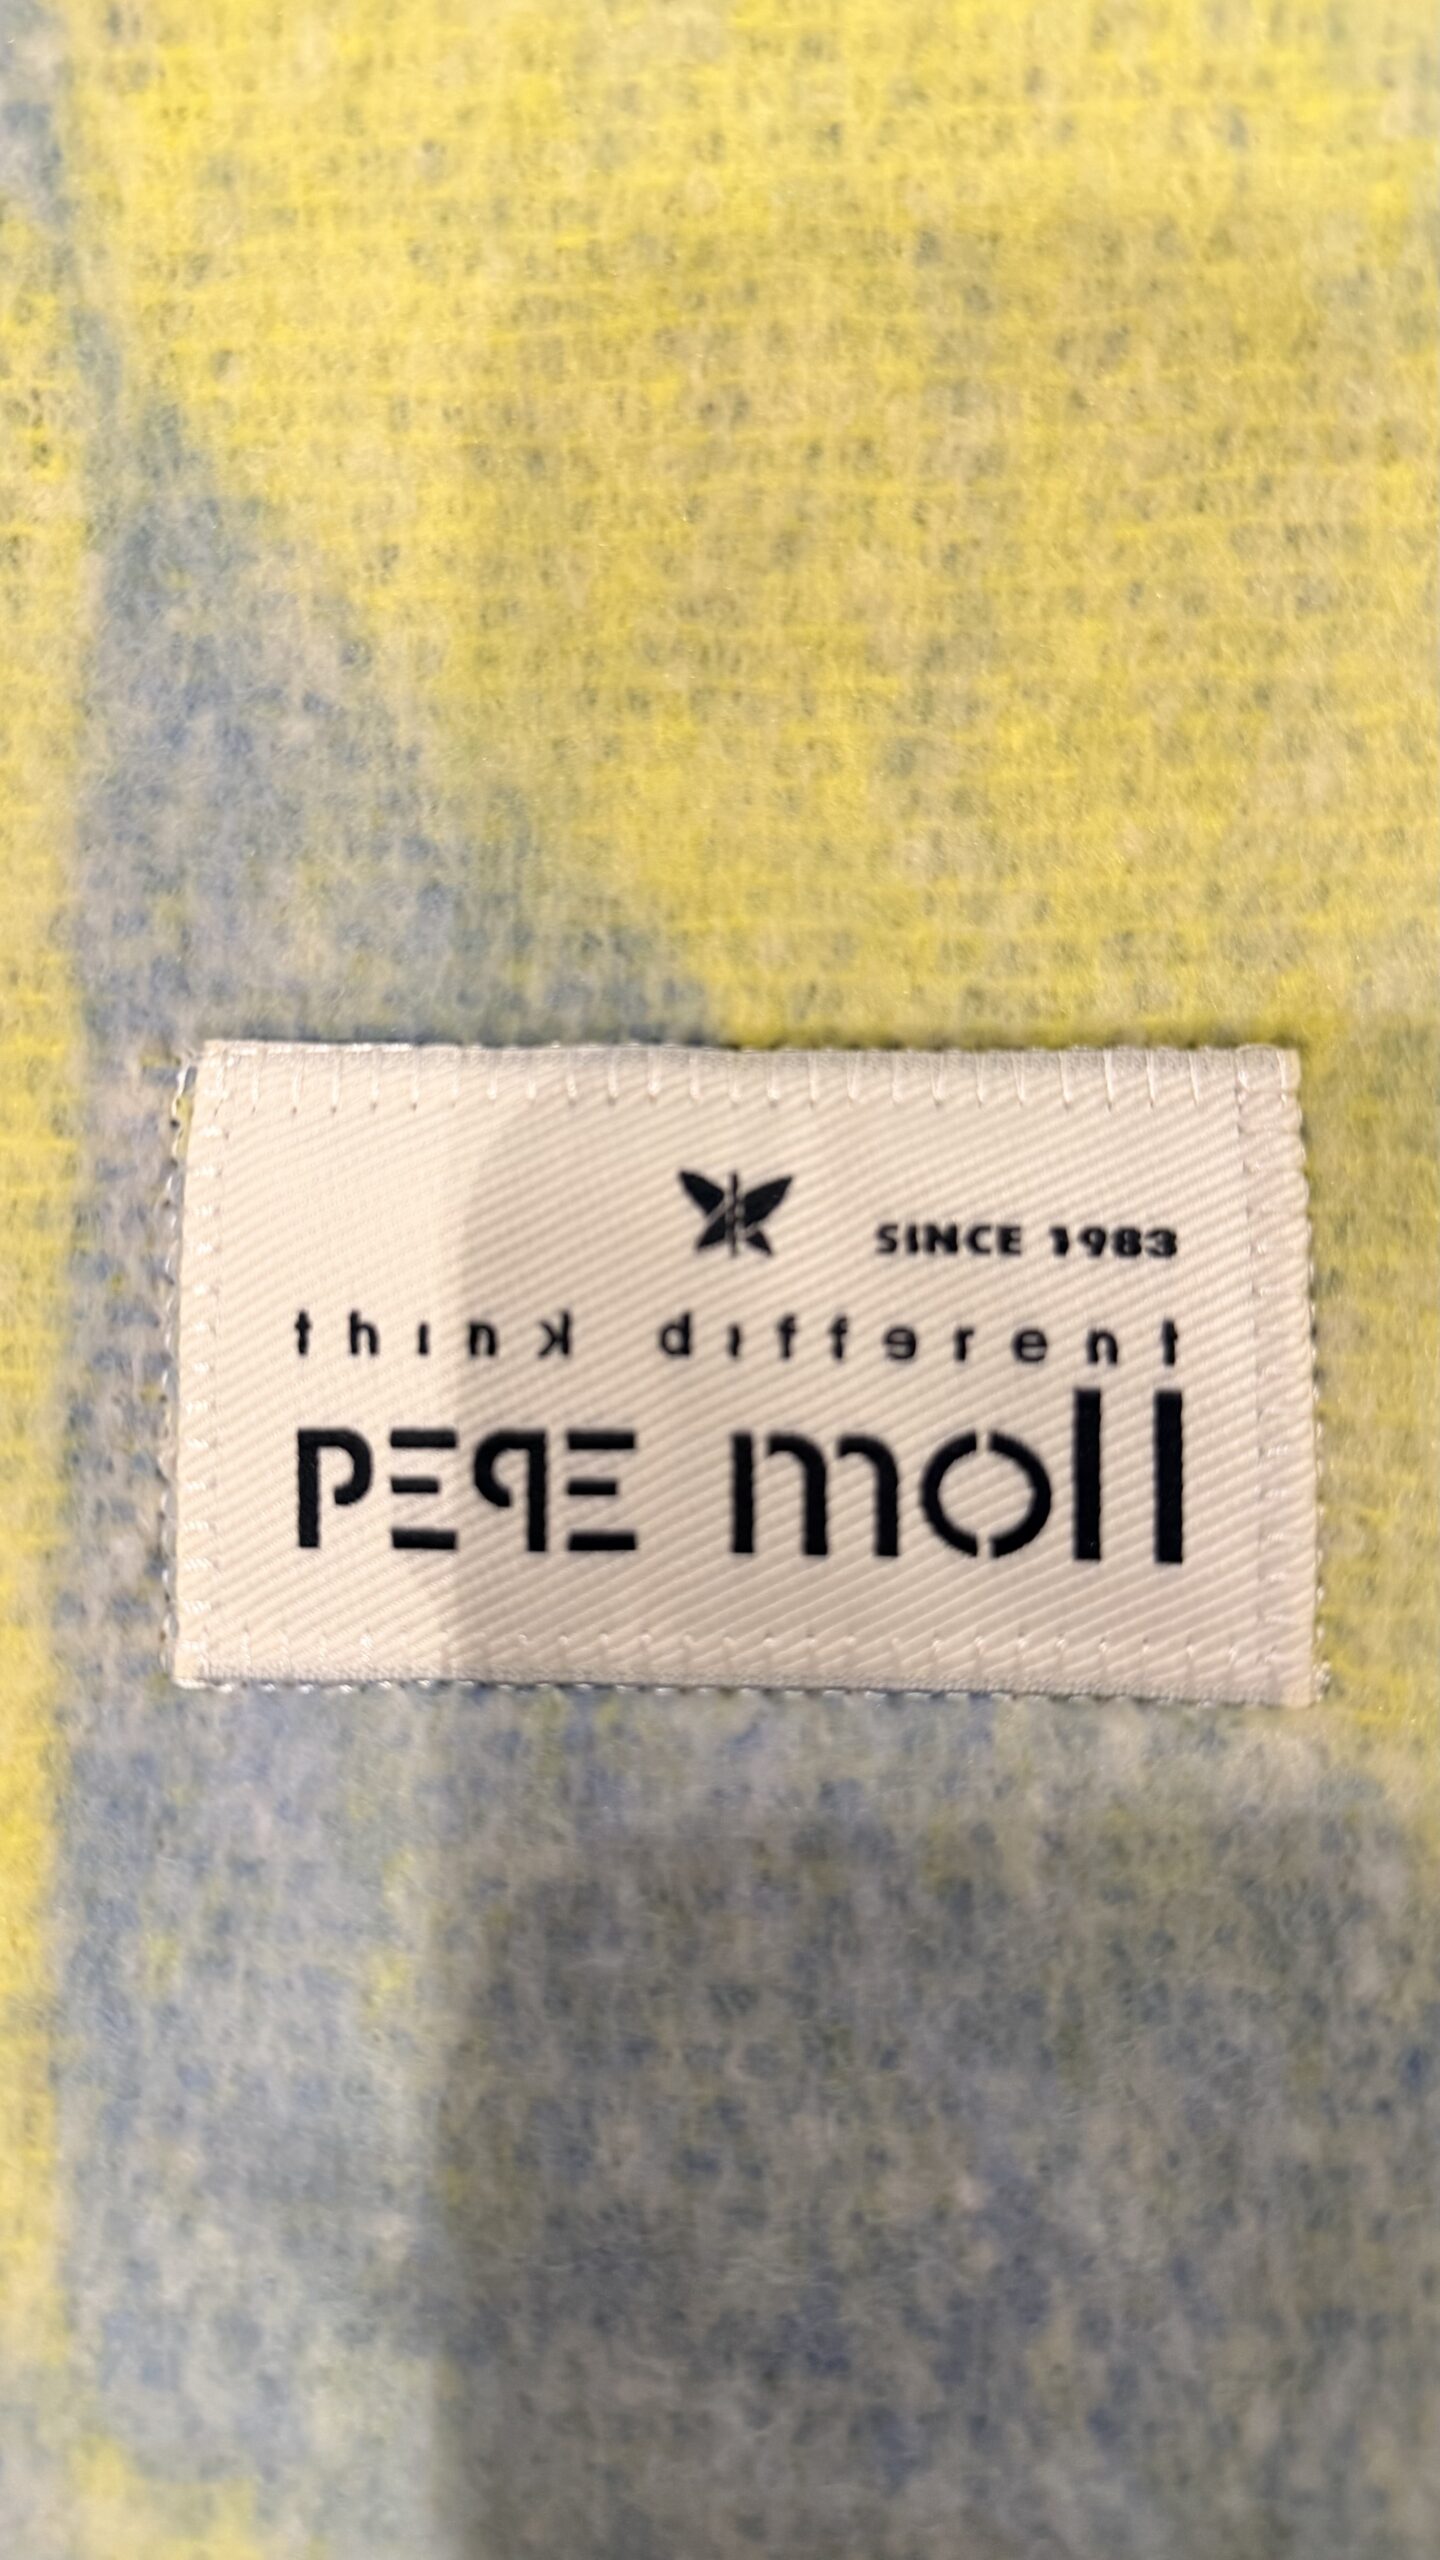 SINCE 1983
think different
PEPE moll